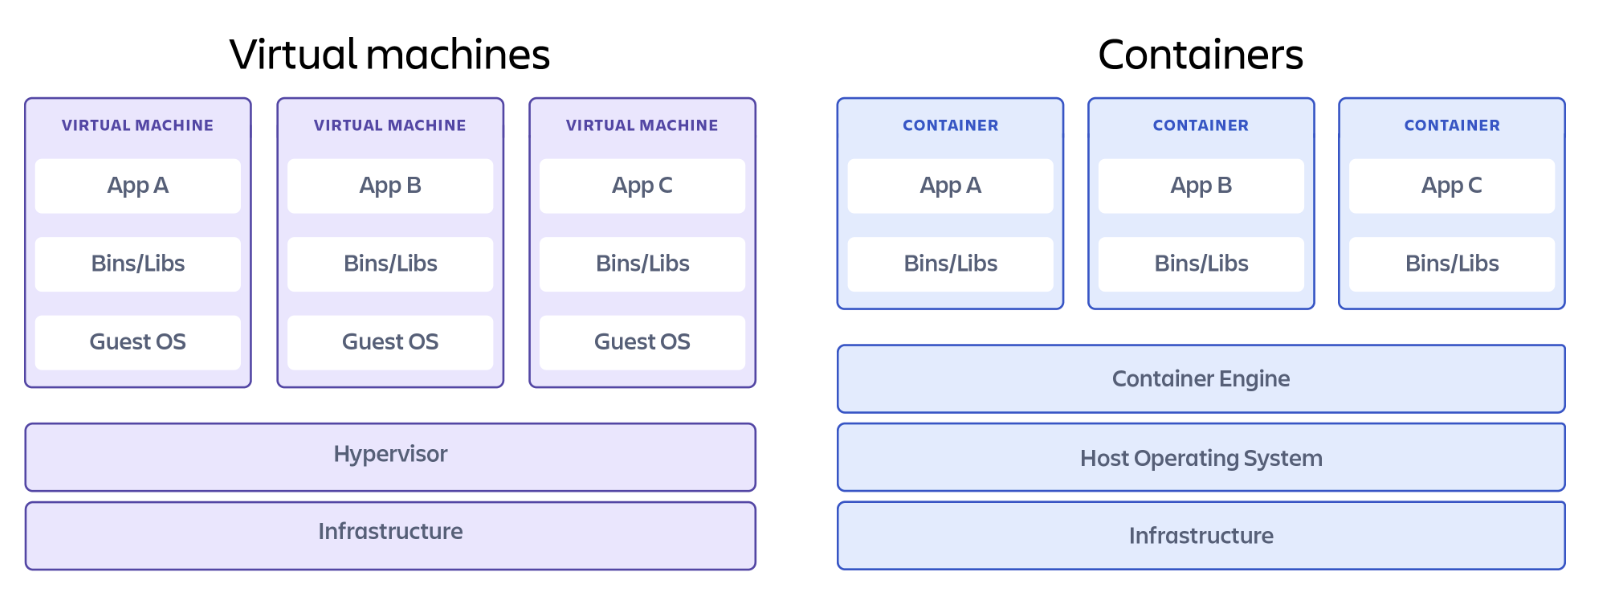 Virtual machines
VIRTUAL MACHINE
App A
Bins/Libs
Guest OS
VIRTUAL MACHINE
App B
Bins/Libs
Guest OS
VIRTUAL MACHINE
App C
Bins/Libs
Guest OS
Hypervisor
Infrastructure
Containers
CONTAINER
App A
Bins/Libs
CONTAINER
App B
Bins/Libs
CONTAINER
App C
Bins/Libs
Container Engine
Host Operating System
Infrastructure